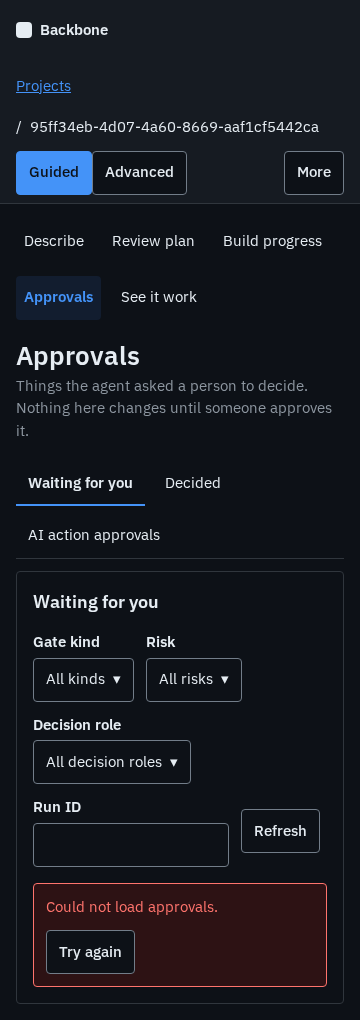 Backbone
Projects
/ 95ff34eb-4d07-4a60-8669-aaf1cf5442ca
Guided Advanced More
Describe Review plan Build progress
Approvals See it work
Approvals
Things the agent asked a person to decide.
Nothing here changes until someone approves
it.
Waiting for you Decided
AI action approvals
Waiting for you
Gate kind Risk
All kinds ▾ All risks ▾
Decision role
All decision roles ▾
Run ID
Refresh
Could not load approvals.
Try again